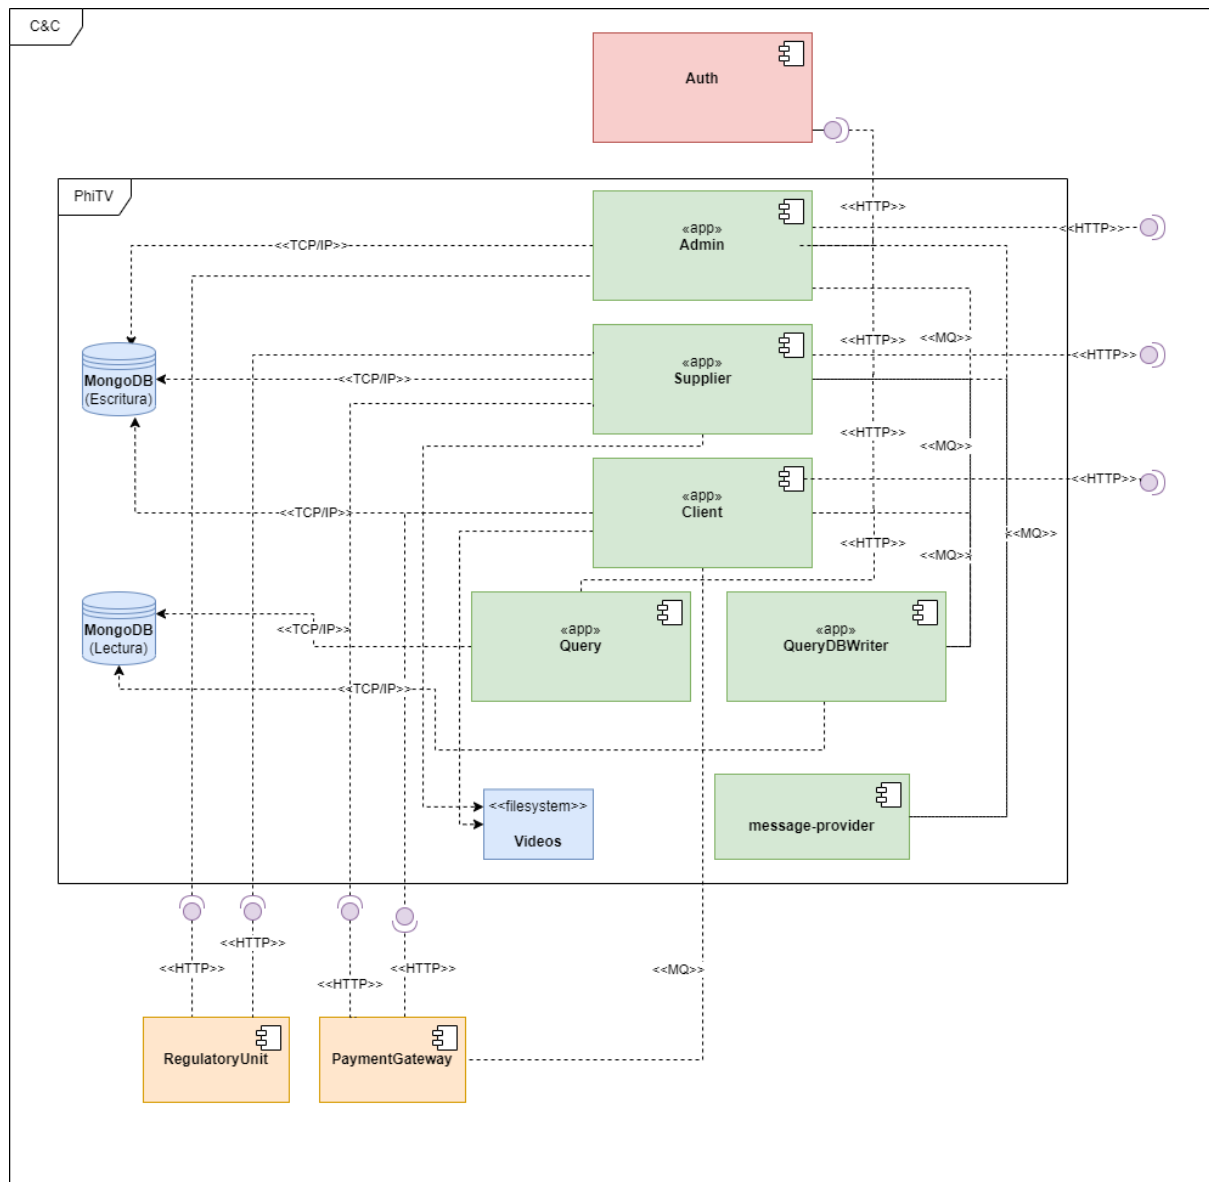 C&C
Auth
PhiTV
<<HTTP>>
«app»
Admin
<<HTTP>>
<<TCP/IP>>
<<MQ>>
<<HTTP>>
«app»
Supplier
<<HTTP>>
MongoDB
(Escritura)
<<TCP/IP>>
<<HTTP>>
<<MQ>>
«app»
Client
<<HTTP>>
<<TCP/IP>>
<<MQ>>
<<HTTP>>
<<MQ>>
MongoDB
(Lectura)
<<TCP/IP>>
«app»
Query
«app»
QueryDBWriter
<<TCP/IP>>
<<filesystem>>
Videos
message-provider
<<HTTP>>
<<HTTP>>
<<HTTP>>
<<HTTP>>
<<MQ>>
RegulatoryUnit
PaymentGateway